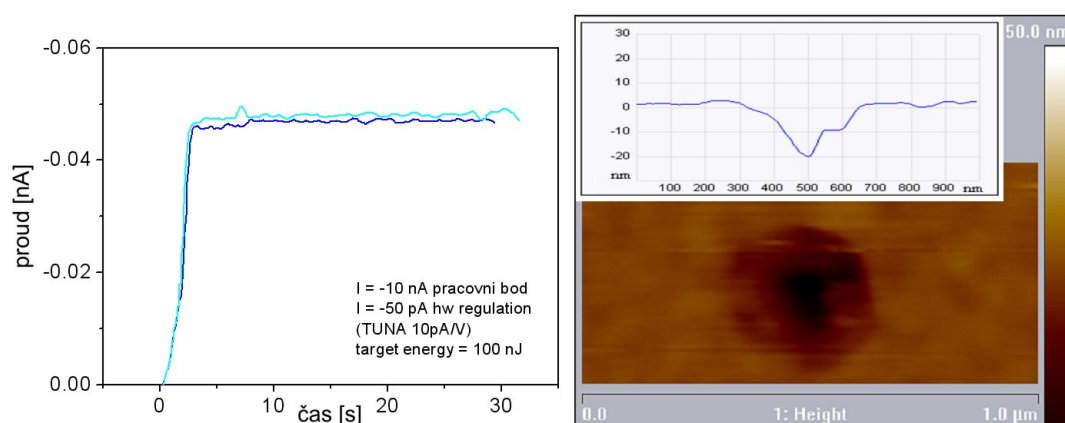 -0.06
-0.04
-0.02
0.00
proud [nA]
0
10
20
30
čas [s]
I = -10 nA pracovni bod
I = -50 pA hw regulation
(TUNA 10pA/V)
target energy = 100 nJ
30
20
10
0
-10
-20
nm
100 200 300 400 500 600 700 800 900 nm
50.0 nm
0.0 1: Height 1.0 µm